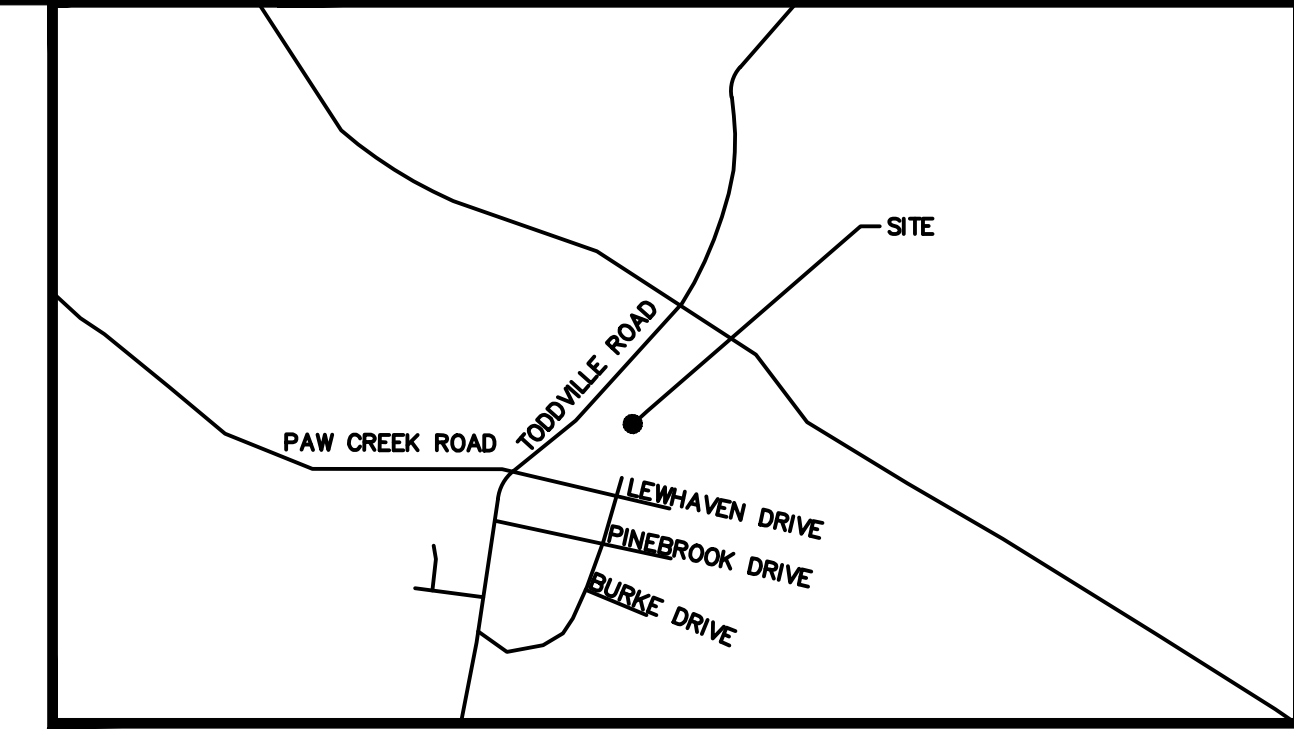 SITE
TODDVILLE ROAD
PAW CREEK ROAD
LEWHAVEN DRIVE
PINEBROOK DRIVE
BURKE DRIVE